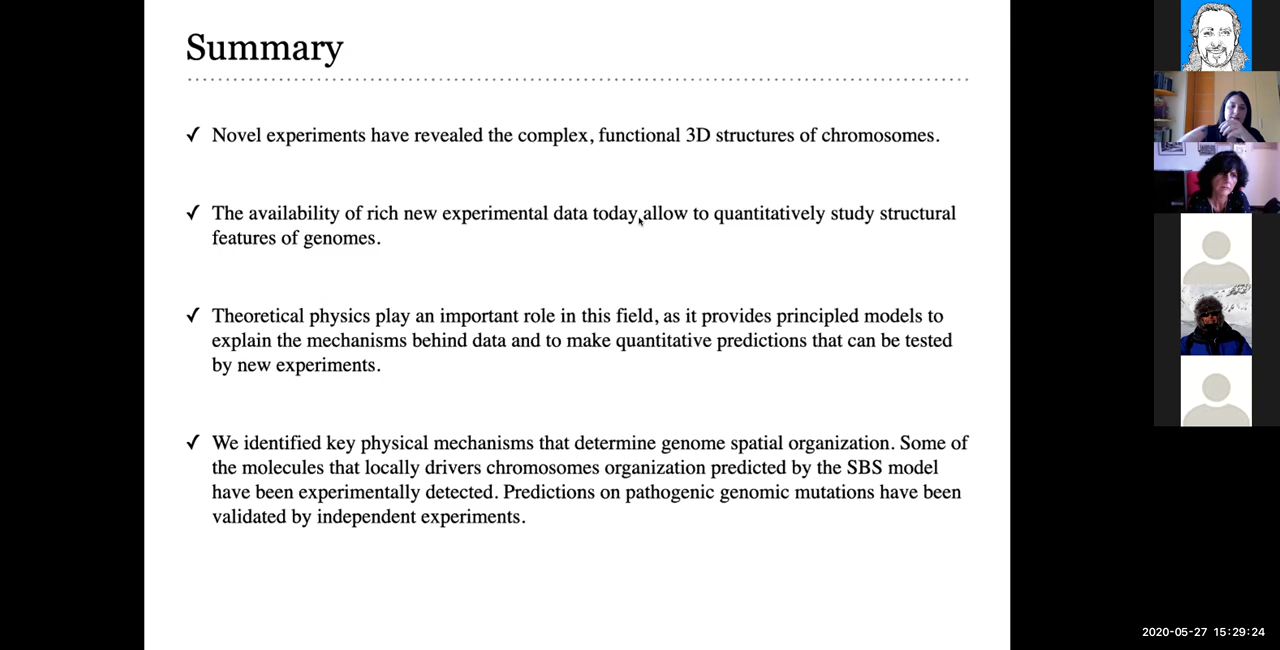 Summary
✓ Novel experiments have revealed the complex, functional 3D structures of chromosomes.
✓ The availability of rich new experimental data today, allow to quantitatively study structural
features of genomes.
✓ Theoretical physics play an important role in this field, as it provides principled models to
explain the mechanisms behind data and to make quantitative predictions that can be tested
by new experiments.
✓ We identified key physical mechanisms that determine genome spatial organization. Some of
the molecules that locally drivers chromosomes organization predicted by the SBS model
have been experimentally detected. Predictions on pathogenic genomic mutations have been
validated by independent experiments.
2020-05-27 15:29:24